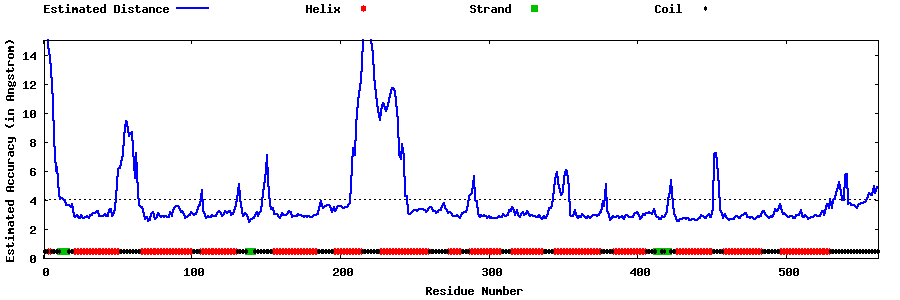 Estimated Distance Helix Strand Coil
Estimated Accuracy (in Angstrom)
14
12
10
8
6
4
2
0
0 100 200 300 400 500
Residue Number